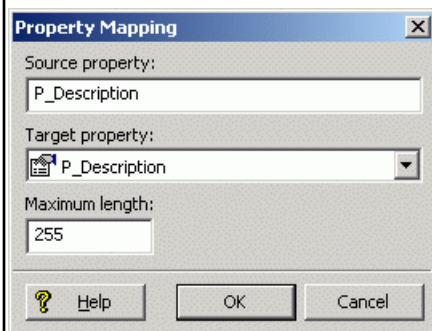 Property Mapping
Source property:
P_Description
Target property:
P_Description
Maximum length:
255
Help
OK
Cancel